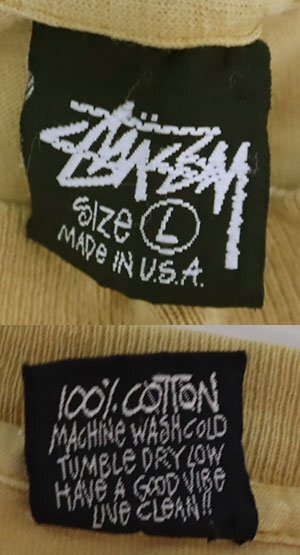 STÜSSY
SIZE L
MADE IN U.S.A.
100% COTTON
MACHINE WASH COLD
TUMBLE DRY LOW
HAVE A GOOD VIBE
LIVE CLEAN!!